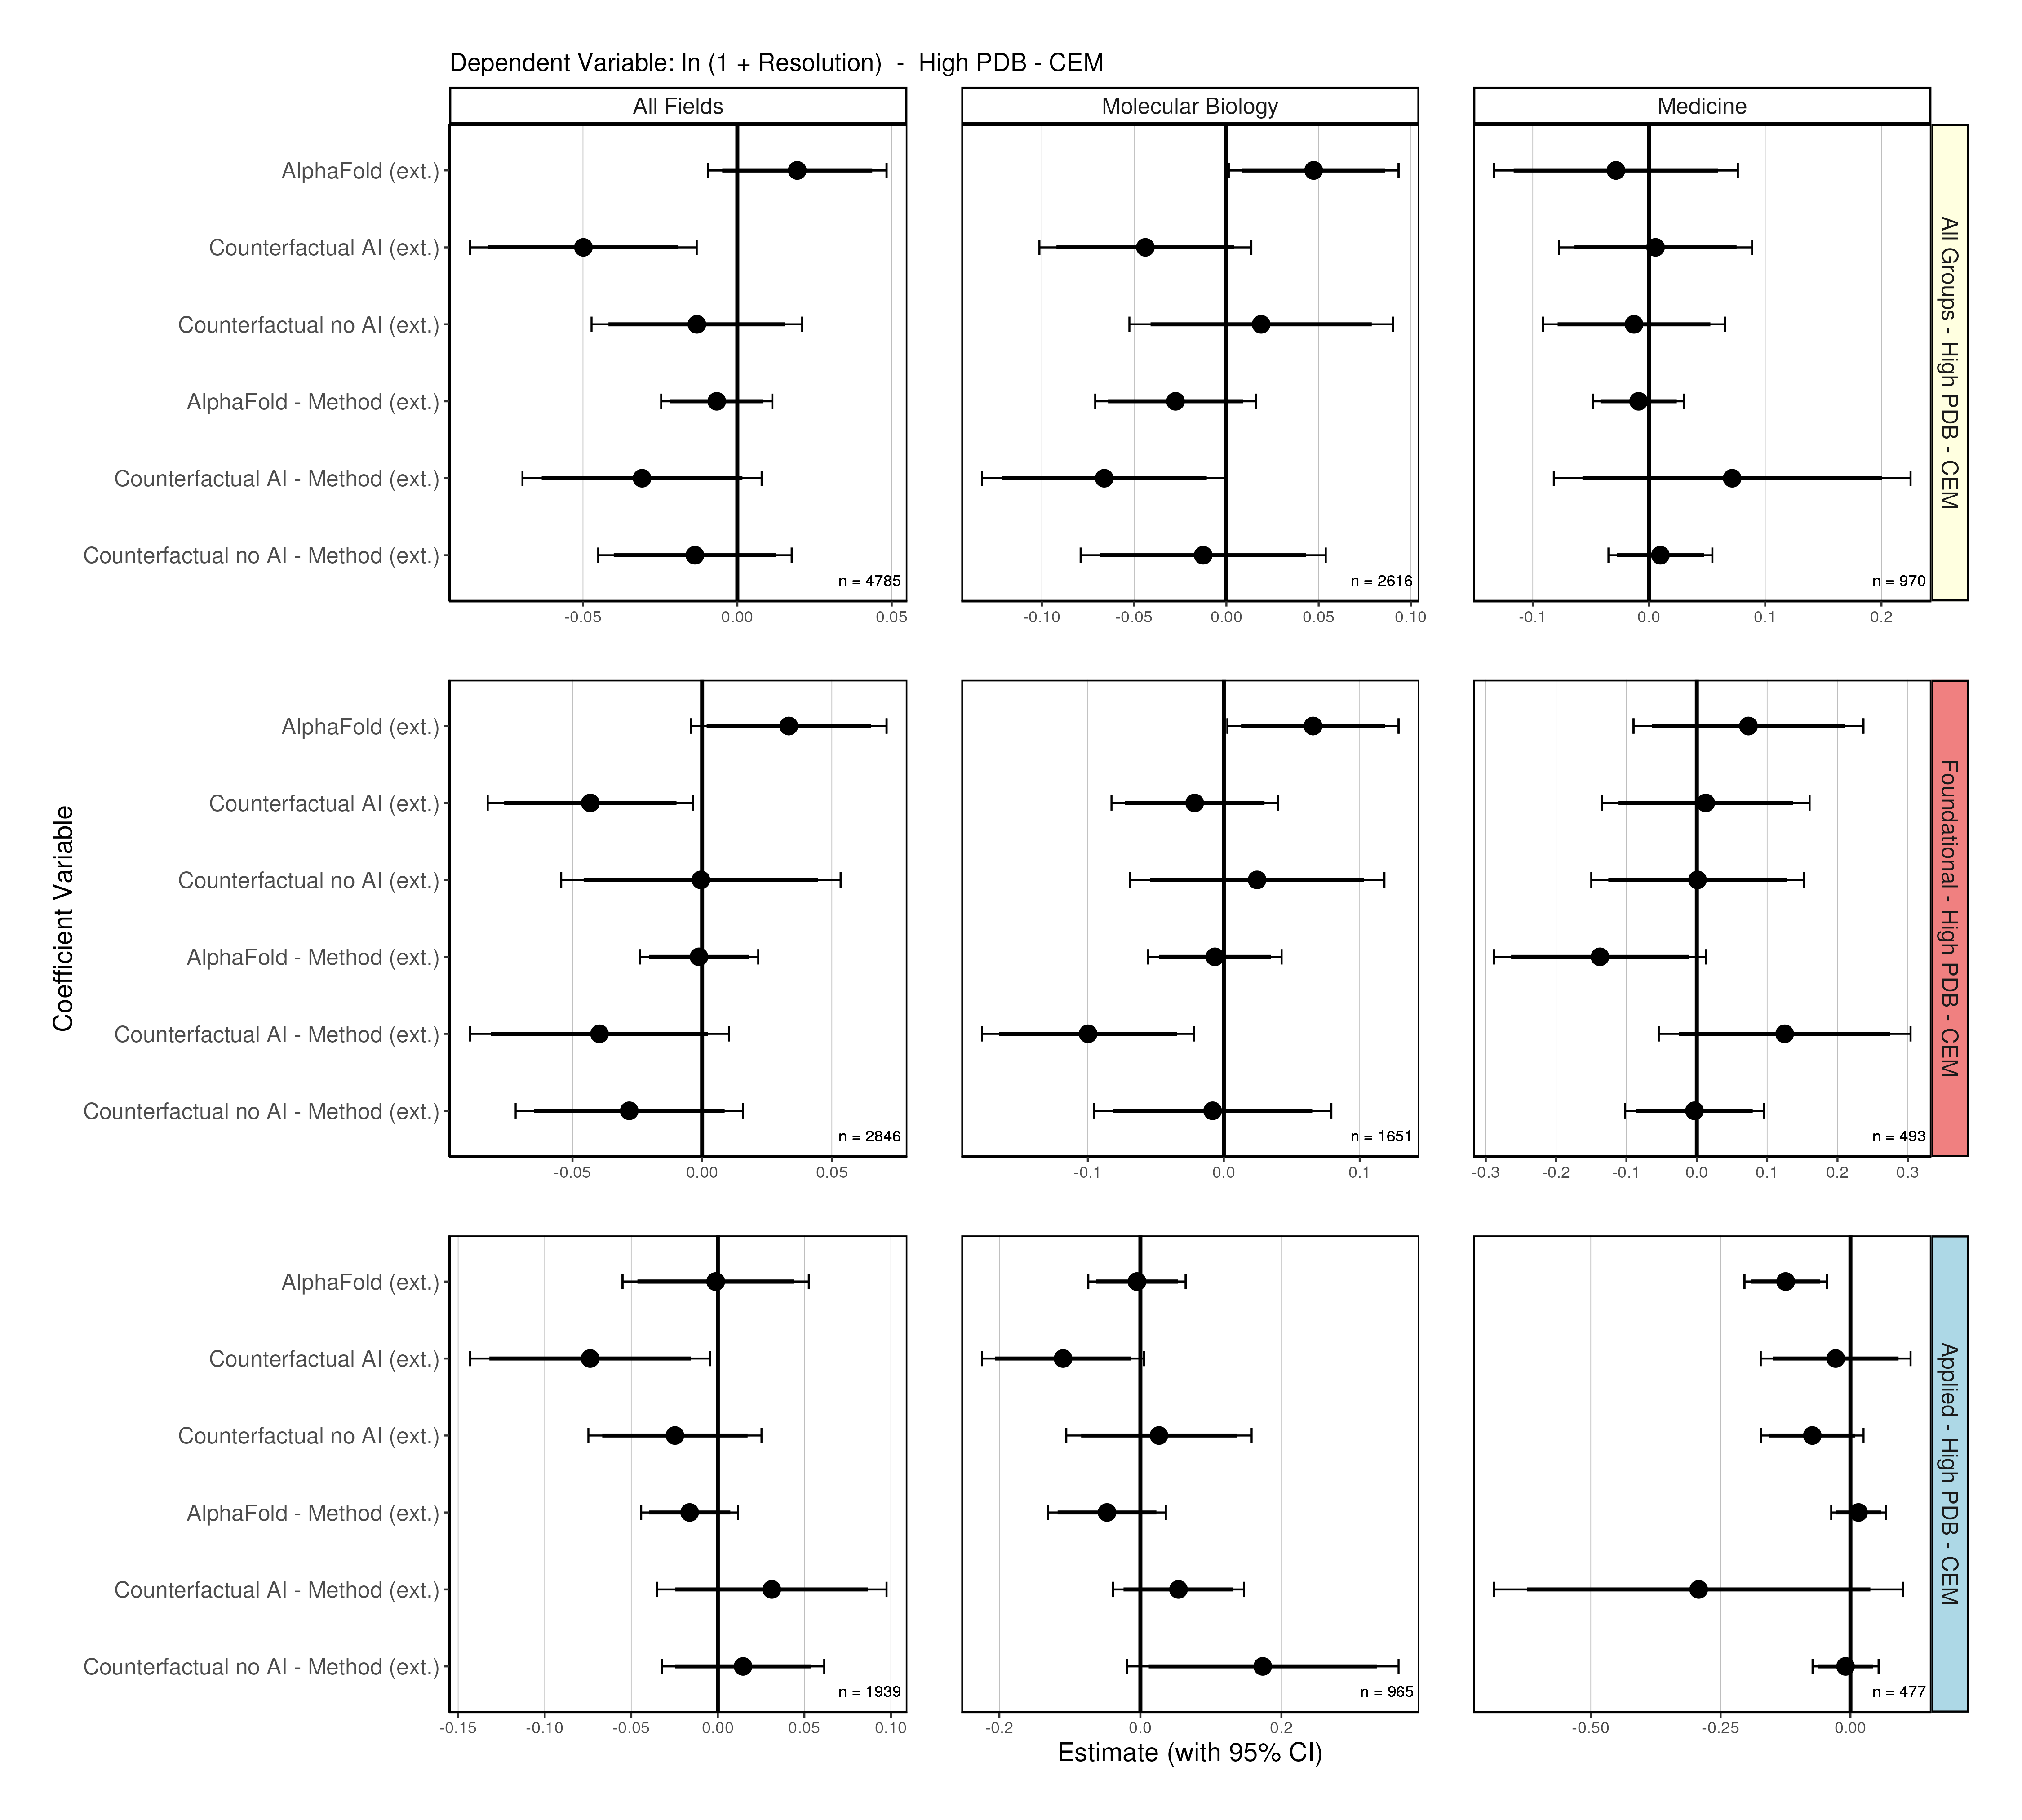 Dependent Variable: ln (1 + Resolution)  -  High PDB - CEM
All Fields
Molecular Biology
Medicine
AlphaFold (ext.)
Counterfactual AI (ext.)
Counterfactual no AI (ext.)
AlphaFold - Method (ext.)
Counterfactual AI - Method (ext.)
Counterfactual no AI - Method (ext.)
n = 4785
n = 2616
n = 970
All Groups - High PDB - CEM
-0.05 0.00 0.05
-0.10 -0.05 0.00 0.05 0.10
-0.1 0.0 0.1 0.2
Coefficient Variable
AlphaFold (ext.)
Counterfactual AI (ext.)
Counterfactual no AI (ext.)
AlphaFold - Method (ext.)
Counterfactual AI - Method (ext.)
Counterfactual no AI - Method (ext.)
n = 2846
n = 1651
n = 493
Foundational - High PDB - CEM
-0.05 0.00 0.05
-0.1 0.0 0.1
-0.3 -0.2 -0.1 0.0 0.1 0.2 0.3
AlphaFold (ext.)
Counterfactual AI (ext.)
Counterfactual no AI (ext.)
AlphaFold - Method (ext.)
Counterfactual AI - Method (ext.)
Counterfactual no AI - Method (ext.)
n = 1939
n = 965
n = 477
Applied - High PDB - CEM
-0.15 -0.10 -0.05 0.00 0.05 0.10
-0.2 0.0 0.2
-0.50 -0.25 0.00
Estimate (with 95% CI)